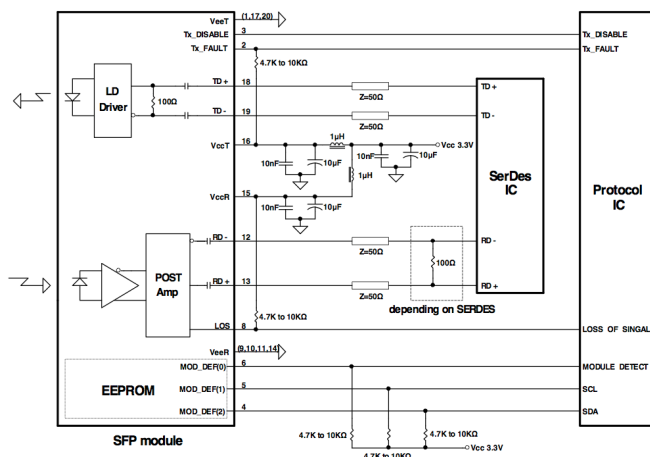 VeeT (1,17,20)
Tx_DISABLE 3 Tx_DISABLE
Tx_FAULT 2 Tx_FAULT
4.7K to 10KΩ
LD Driver
100Ω
TD + 18 Z=50Ω TD +
TD - 19 Z=50Ω TD -
VccT 16 1μH Vcc 3.3V
10nF 10μF 10nF 10μF
1μH
SerDes IC
Protocol IC
VccR 15
10nF 10μF
RD - 12 Z=50Ω RD -
100Ω
POST Amp
RD+ 13 Z=50Ω RD+
4.7K to 10KΩ
depending on SERDES
LOS 8 LOSS OF SINGAL
VeeR (9,10,11,14)
MOD_DEF(0) 6 MODULE DETECT
EEPROM
MOD_DEF(1) 5 SCL
MOD_DEF(2) 4 SDA
4.7K to 10KΩ 4.7K to 10KΩ
SFP module
Vcc 3.3V
4.7K to 10KΩ